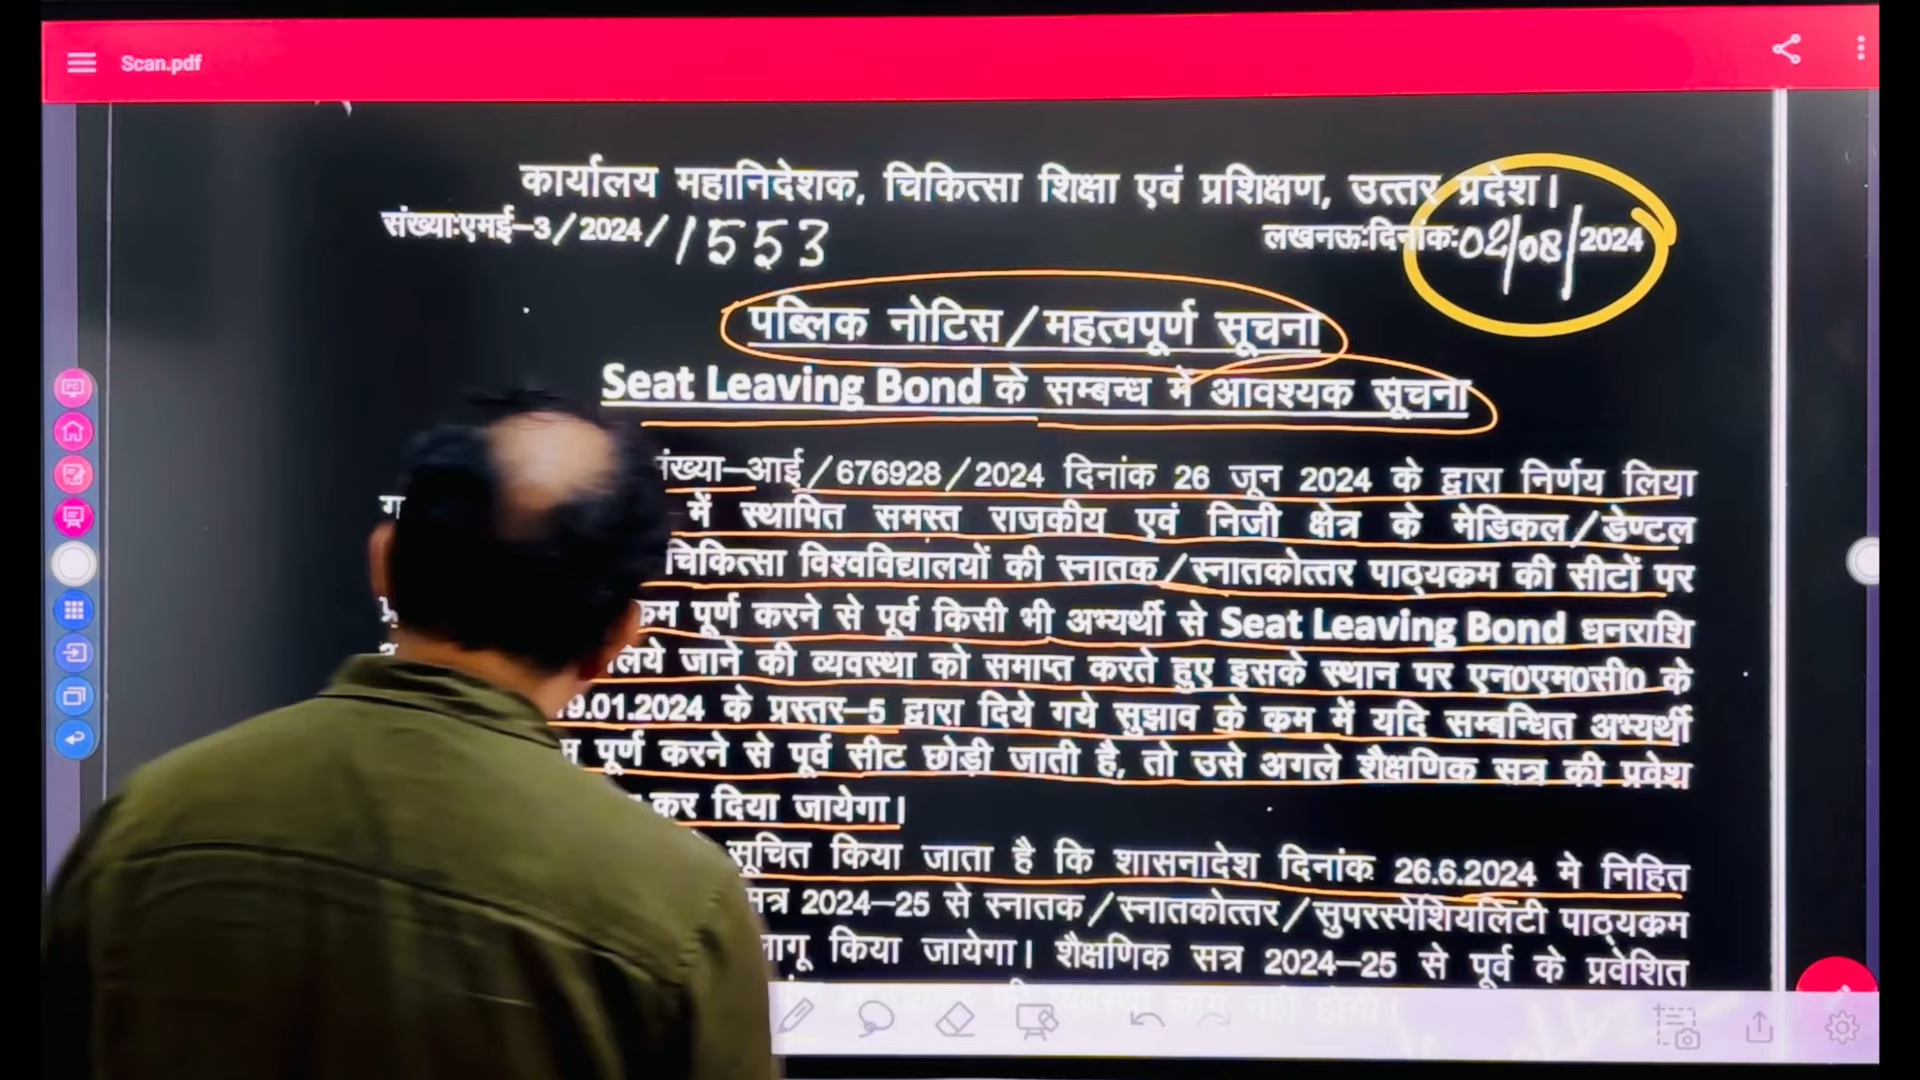 Scan.pdf
कार्यालय महानिदेशक, चिकित्सा शिक्षा एवं प्रशिक्षण, उत्तर प्रदेश।
संख्याःएमई–3/2024/1553 लखनऊःदिनांकः02/08/2024
पब्लिक नोटिस/महत्वपूर्ण सूचना
Seat Leaving Bond के सम्बन्ध में आवश्यक सूचना
संख्या–आई/676928/2024 दिनांक 26 जून 2024 के द्वारा निर्णय लिया
में स्थापित समस्त राजकीय एवं निजी क्षेत्र के मेडिकल/डेण्टल
चिकित्सा विश्वविद्यालयों की स्नातक/स्नातकोत्तर पाठ्यकम की सीटों पर
पूर्ण करने से पूर्व किसी भी अभ्यर्थी से Seat Leaving Bond धनराशि
लिये जाने की व्यवस्था को समाप्त करते हुए इसके स्थान पर एन0एम0सी0 के
19.01.2024 के प्रस्तर–5 द्वारा दिये गये सुझाव के कम में यदि सम्बन्धित अभ्यर्थी
पूर्ण करने से पूर्व सीट छोड़ी जाती है, तो उसे अगले शैक्षणिक सत्र की प्रवेश
कर दिया जायेगा।
सूचित किया जाता है कि शासनादेश दिनांक 26.6.2024 मे निहित
सत्र 2024–25 से स्नातक/स्नातकोत्तर/सुपरस्पेशियलिटी पाठ्यकम
लागू किया जायेगा। शैक्षणिक सत्र 2024–25 से पूर्व के प्रवेशित